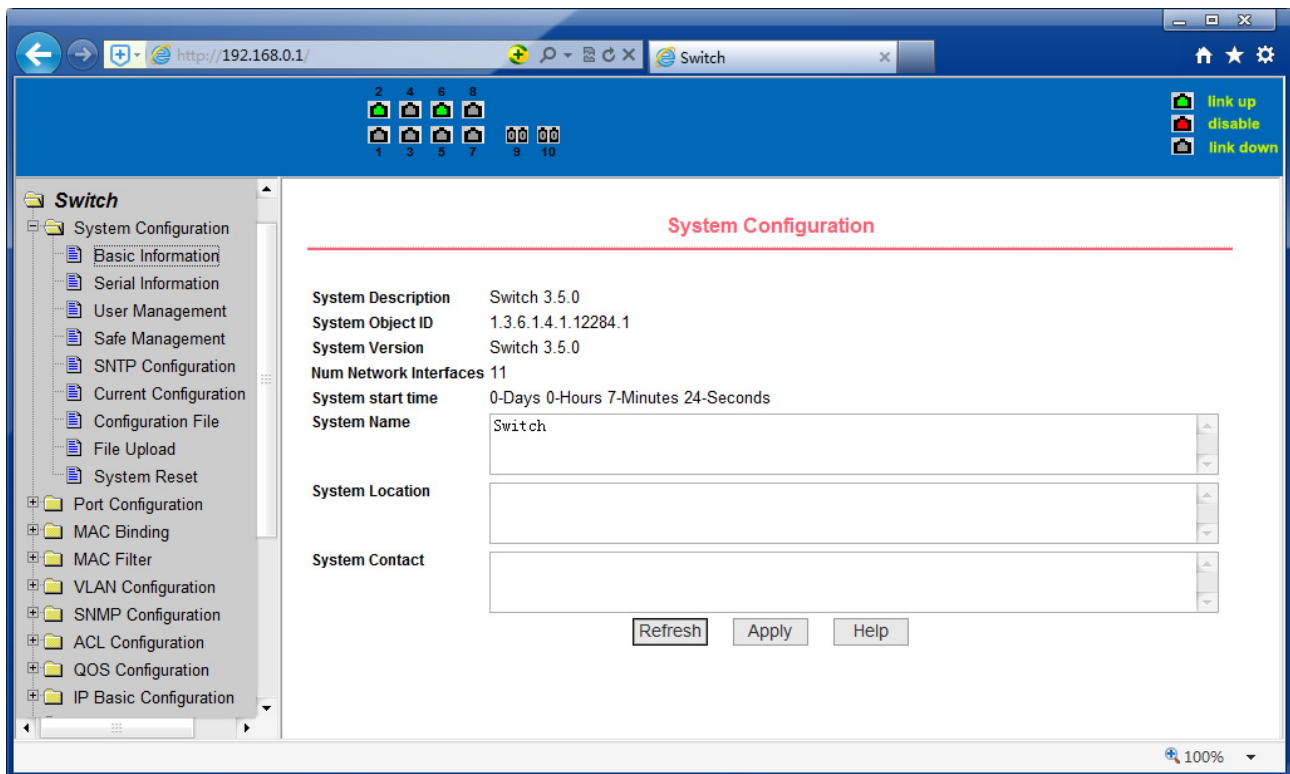 http://192.168.0.1/
Switch
2 4 6 8
1 3 5 7 9 10
link up
disable
link down
Switch
System Configuration
Basic Information
Serial Information
User Management
Safe Management
SNTP Configuration
Current Configuration
Configuration File
File Upload
System Reset
Port Configuration
MAC Binding
MAC Filter
VLAN Configuration
SNMP Configuration
ACL Configuration
QOS Configuration
IP Basic Configuration
System Configuration
System Description Switch 3.5.0
System Object ID 1.3.6.1.4.1.12284.1
System Version Switch 3.5.0
Num Network Interfaces 11
System start time 0-Days 0-Hours 7-Minutes 24-Seconds
System Name Switch
System Location
System Contact
Refresh Apply Help
100%